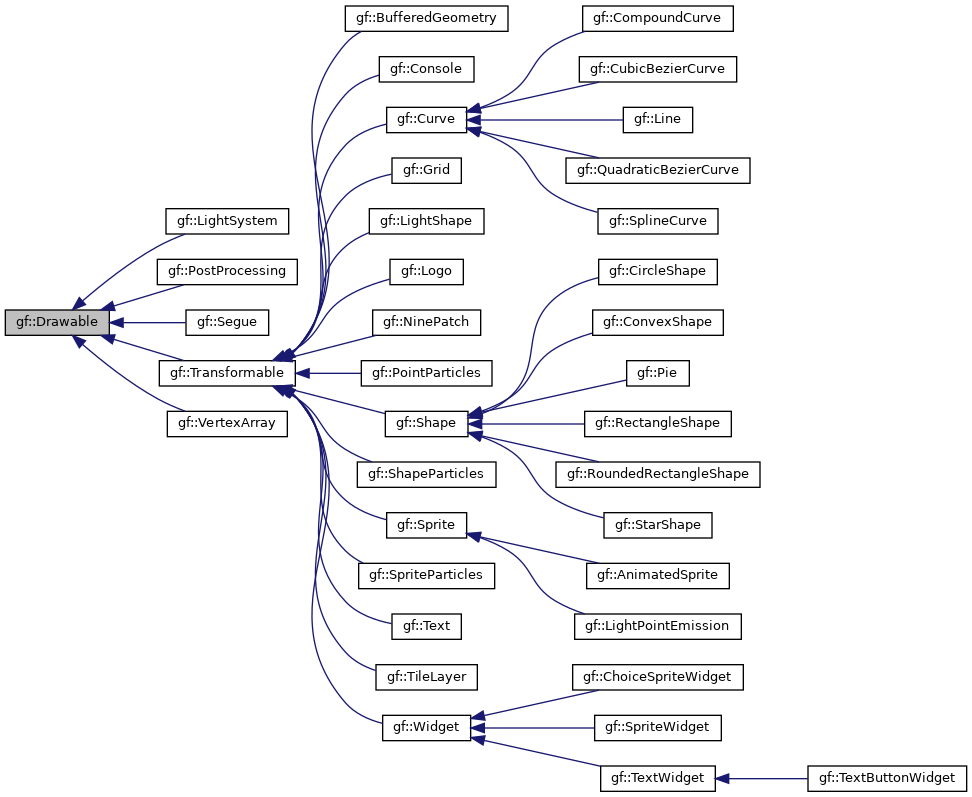 gf::BufferedGeometry
gf::CompoundCurve
gf::Console
gf::CubicBezierCurve
gf::Curve
gf::Line
gf::Grid
gf::QuadraticBezierCurve
gf::LightSystem
gf::LightShape
gf::SplineCurve
gf::PostProcessing
gf::Logo
gf::CircleShape
gf::Drawable
gf::Segue
gf::NinePatch
gf::ConvexShape
gf::Transformable
gf::PointParticles
gf::Pie
gf::VertexArray
gf::Shape
gf::RectangleShape
gf::ShapeParticles
gf::RoundedRectangleShape
gf::Sprite
gf::StarShape
gf::SpriteParticles
gf::AnimatedSprite
gf::Text
gf::LightPointEmission
gf::TileLayer
gf::ChoiceSpriteWidget
gf::Widget
gf::SpriteWidget
gf::TextWidget
gf::TextButtonWidget